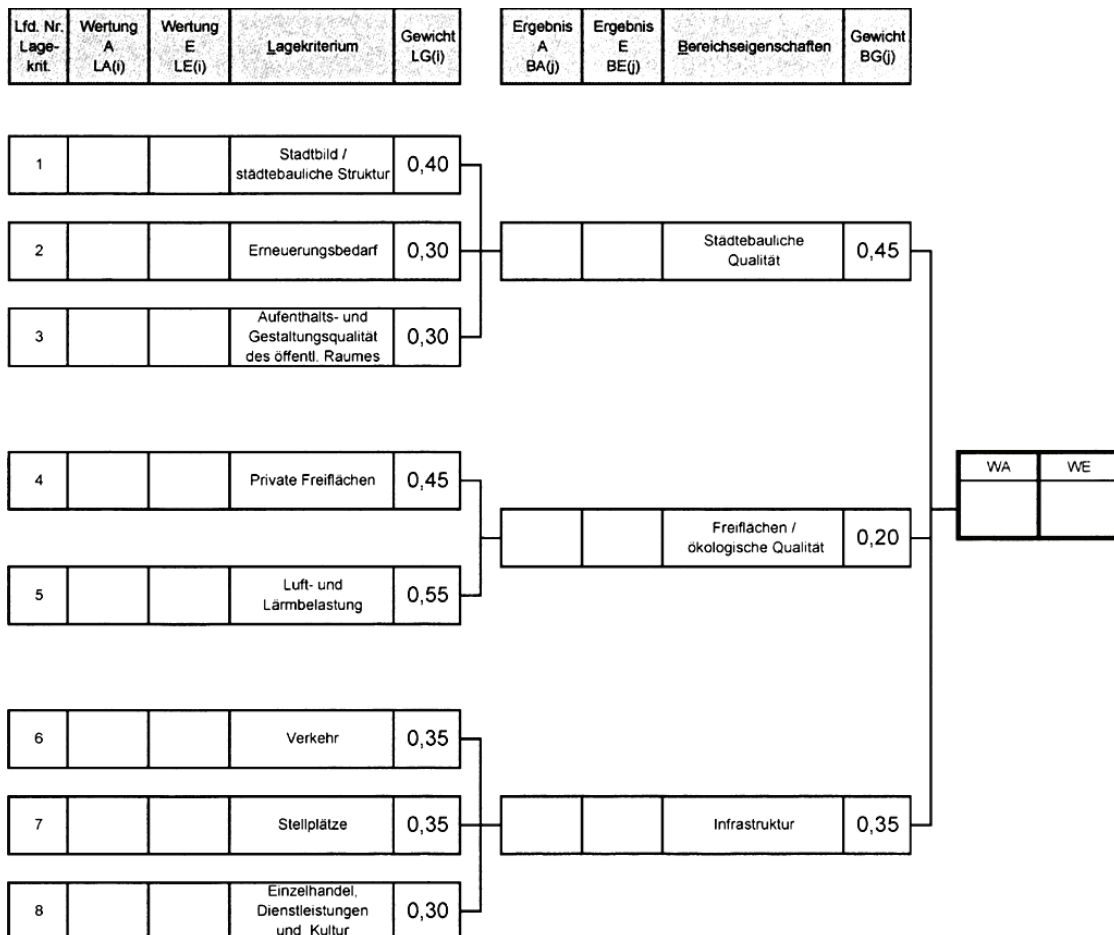 Lfd. Nr.
Lage-
krit.
Wertung
A
LA(i)
Wertung
E
LE(i)
Lagekriterium
Gewicht
LG(i)
Ergebnis
A
BA(j)
Ergebnis
E
BE(j)
Bereichseigenschaften
Gewicht
BG(j)
1
Stadtbild /
städtebauliche Struktur
0,40
2
Erneuerungsbedarf
0,30
Städtebauliche
Qualität
0,45
3
Aufenthalts- und
Gestaltungsqualität
des öffentl. Raumes
0,30
4
Private Freiflächen
0,45
WA
WE
Freiflächen /
ökologische Qualität
0,20
5
Luft- und
Lärmbelastung
0,55
6
Verkehr
0,35
7
Stellplätze
0,35
Infrastruktur
0,35
8
Einzelhandel,
Dienstleistungen
und Kultur
0,30